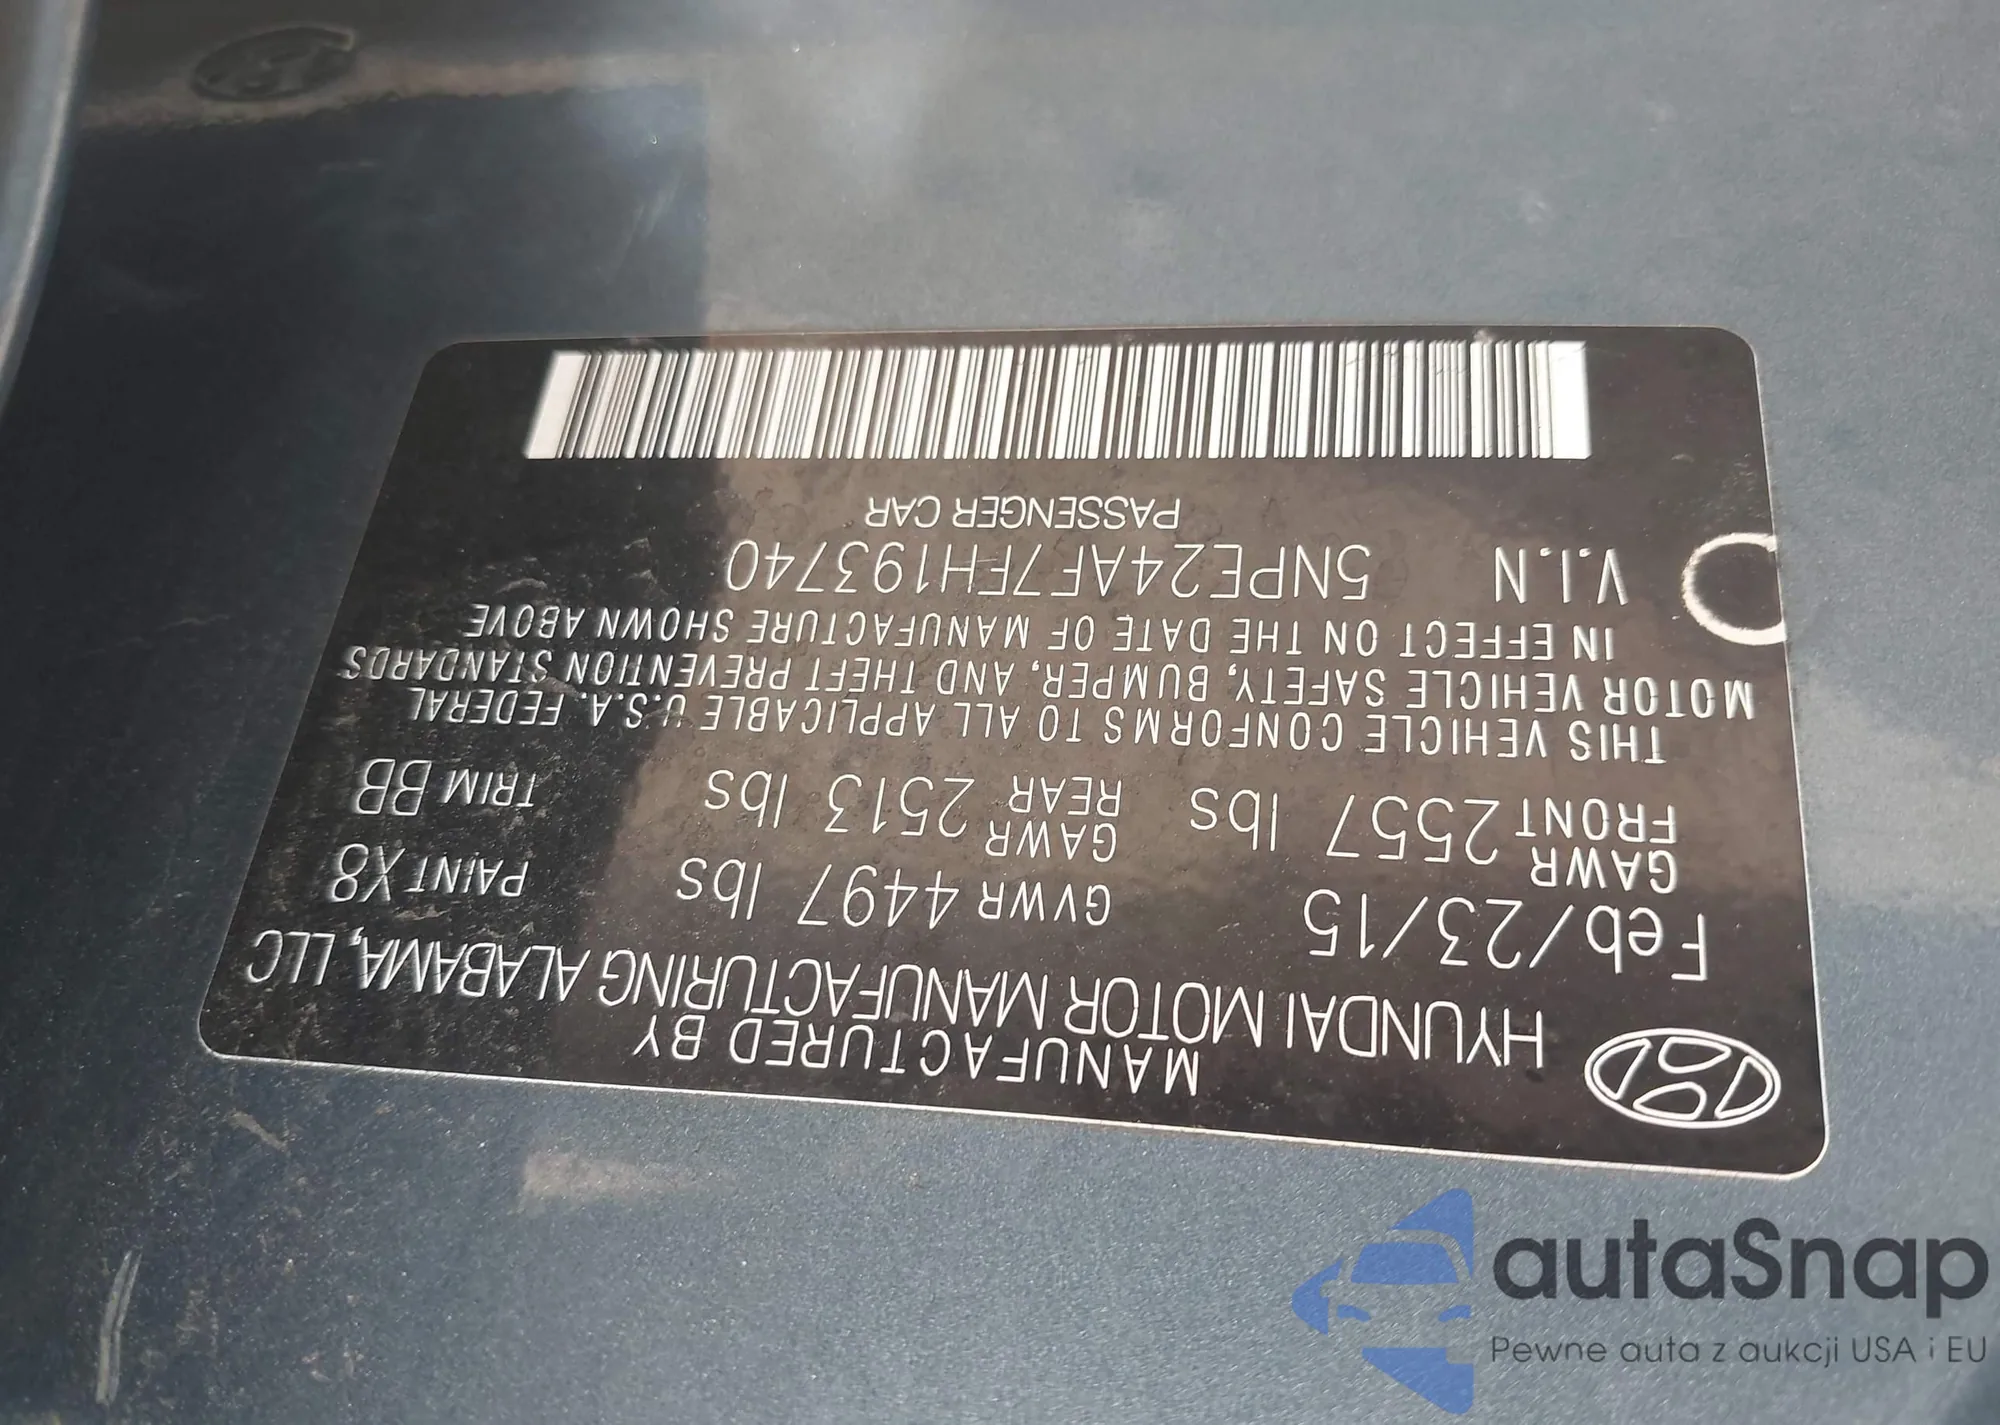 MANUFACTURED BY
HYUNDAI MOTOR MANUFACTURING ALABAMA, LLC
Feb/23/15 GVWR 4497 lbs PAINT X8
GAWR FRONT 2557 lbs GAWR REAR 2513 lbs TRIM BB
THIS VEHICLE CONFORMS TO ALL APPLICABLE U.S.A. FEDERAL
MOTOR VEHICLE SAFETY, BUMPER, AND THEFT PREVENTION STANDARDS
IN EFFECT ON THE DATE OF MANUFACTURE SHOWN ABOVE
V.I.N 5NPE24AF7FH193740
PASSENGER CAR
autaSnap
Pewne auta z aukcji USA i EU